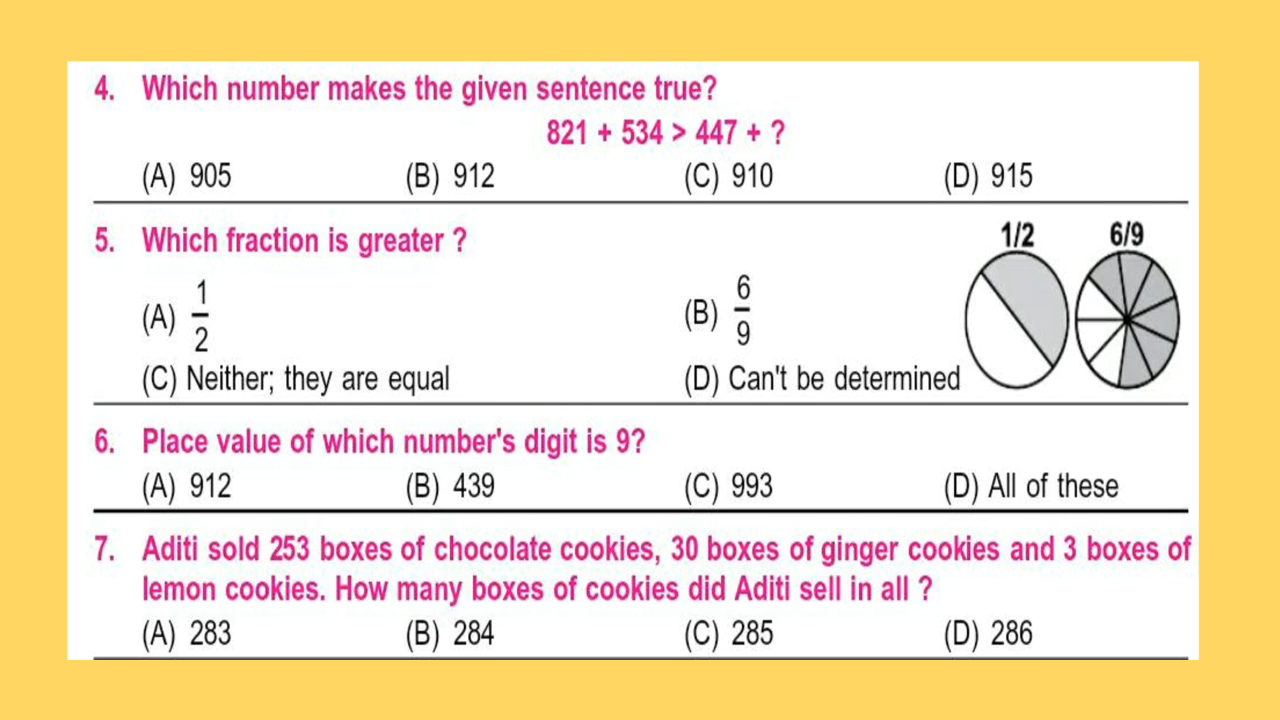 4. Which number makes the given sentence true?
821 + 534 > 447 + ?
(A) 905 (B) 912 (C) 910 (D) 915
5. Which fraction is greater ?
1/2 6/9
(A) 1/2 (B) 6/9
(C) Neither; they are equal (D) Can't be determined
6. Place value of which number's digit is 9?
(A) 912 (B) 439 (C) 993 (D) All of these
7. Aditi sold 253 boxes of chocolate cookies, 30 boxes of ginger cookies and 3 boxes of
lemon cookies. How many boxes of cookies did Aditi sell in all ?
(A) 283 (B) 284 (C) 285 (D) 286